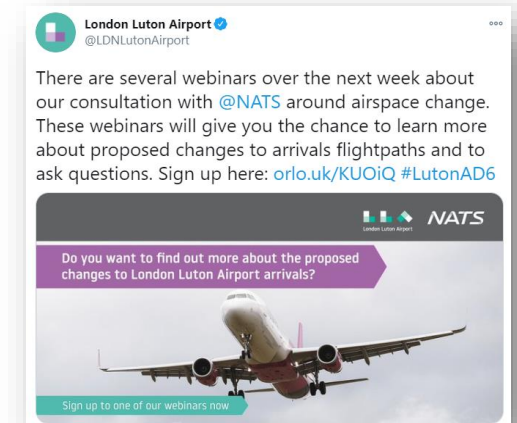 London Luton Airport
@LDNLutonAirport
There are several webinars over the next week about
our consultation with @NATS around airspace change.
These webinars will give you the chance to learn more
about proposed changes to arrivals flightpaths and to
ask questions. Sign up here: orlo.uk/KUOiQ #LutonAD6
London Luton Airport
NATS
Do you want to find out more about the proposed
changes to London Luton Airport arrivals?
Sign up to one of our webinars now